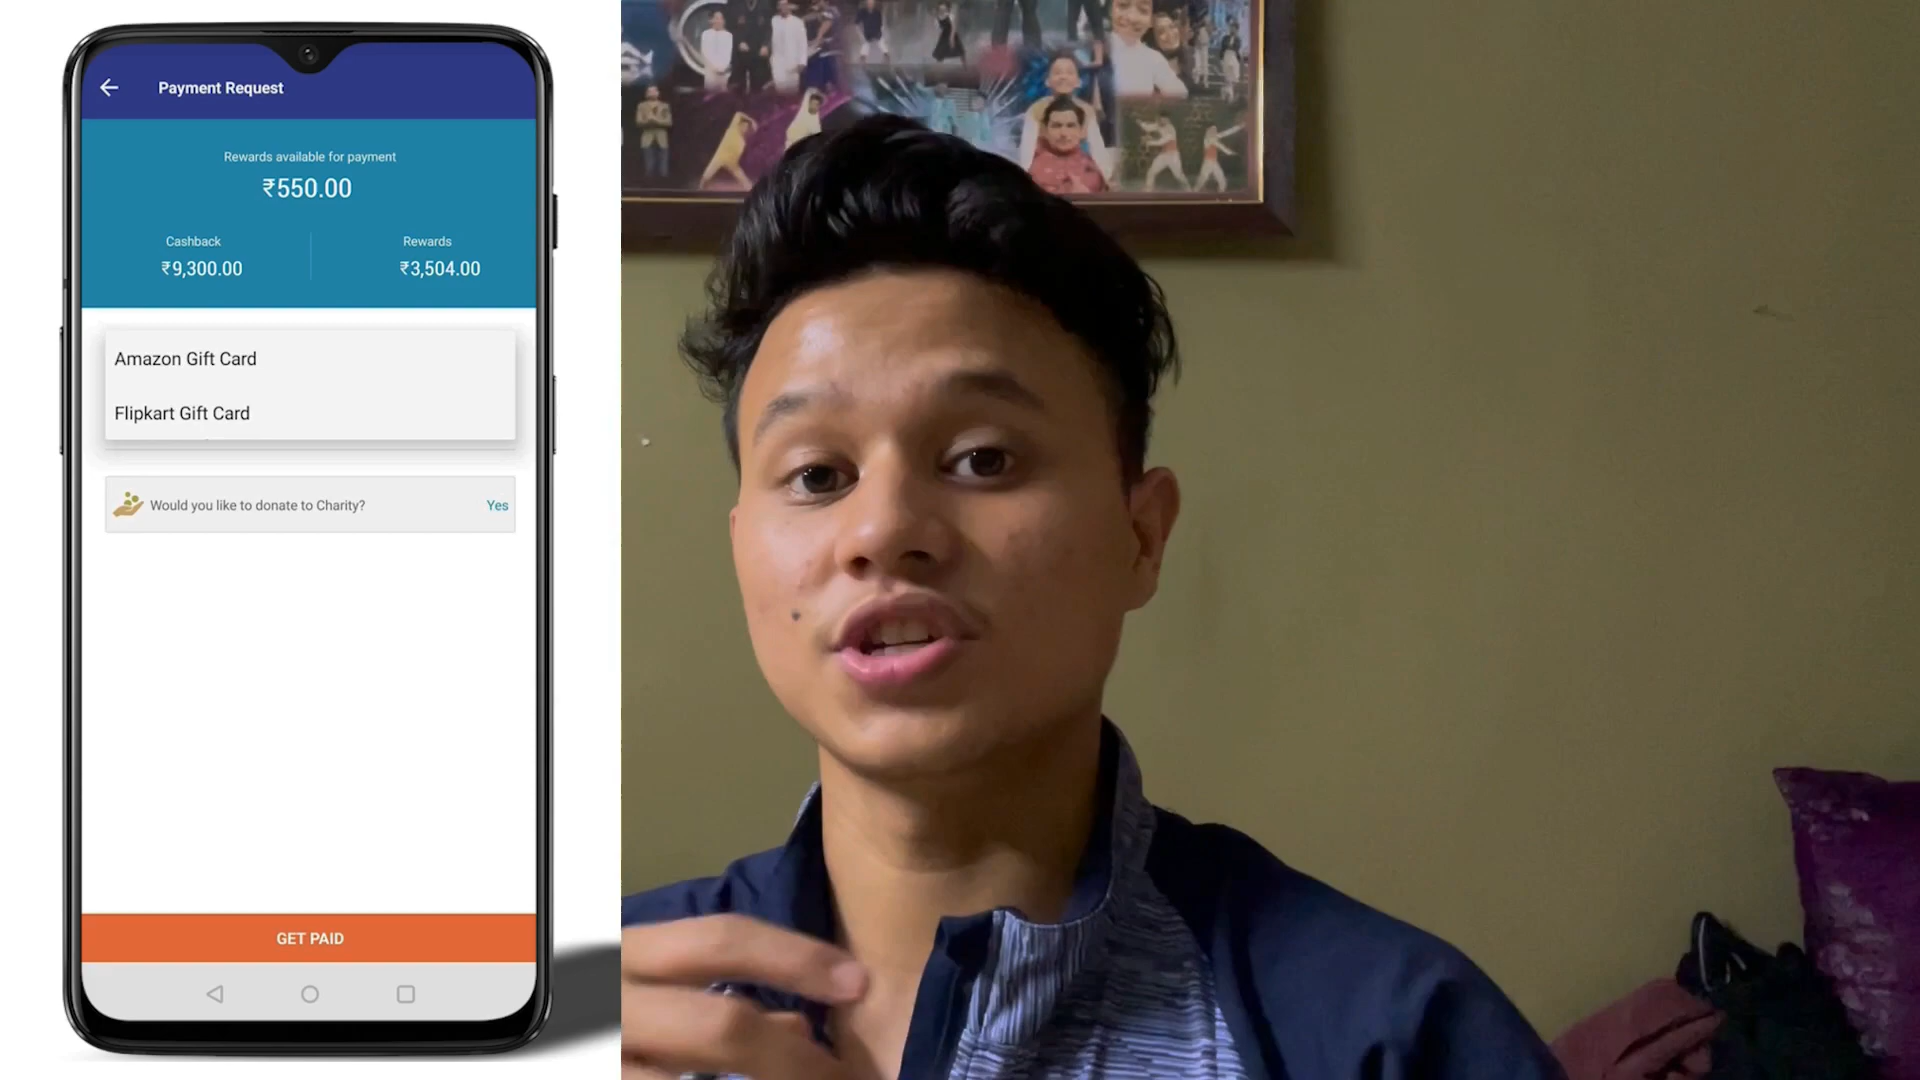 Payment Request
Rewards available for payment
₹550.00
Cashback
Rewards
₹9,300.00
₹3,504.00
Amazon Gift Card
Flipkart Gift Card
Would you like to donate to Charity?
Yes
GET PAID